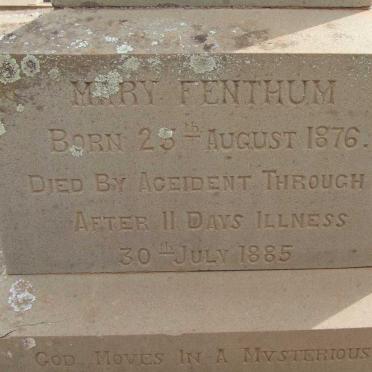 MARY FENTHUM
BORN 25th AUGUST 1876.
DIED BY ACEIDENT THROUGH
AFTER 11 DAYS ILLNESS
30th JULY 1885
GOD MOVES IN A MYSTERIOUS